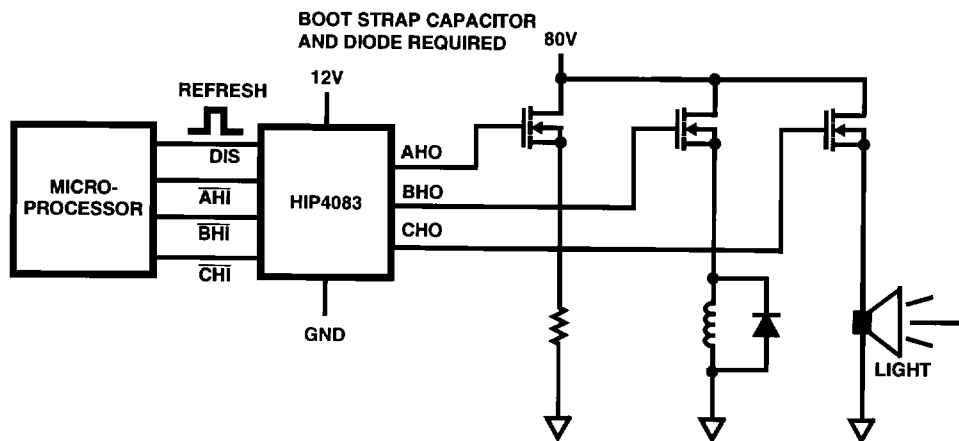 BOOT STRAP CAPACITOR
AND DIODE REQUIRED
80V
12V
REFRESH
DIS
MICRO-
PROCESSOR
AHI
BHI
CHI
HIP4083
AHO
BHO
CHO
GND
LIGHT